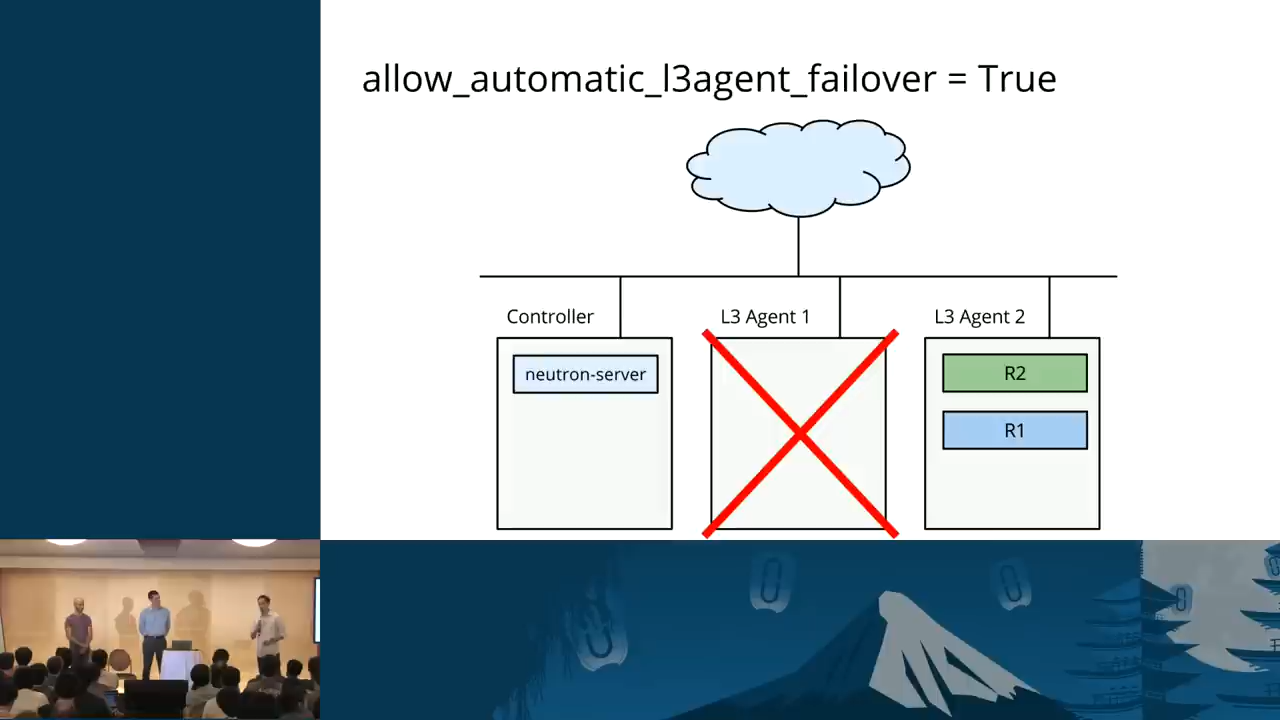 allow_automatic_l3agent_failover = True
Controller
L3 Agent 1
L3 Agent 2
neutron-server
R2
R1